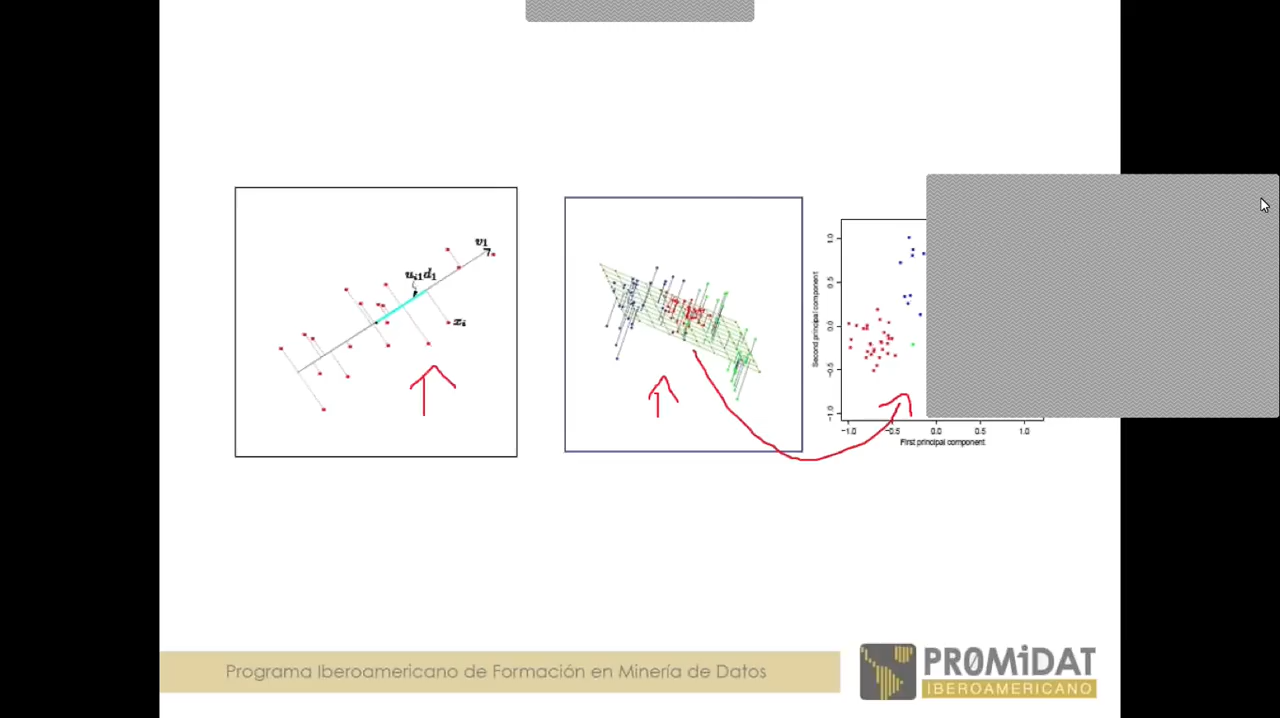 v1
ui1d1
xi
Second principal component
1.0
0.5
0.0
−0.5
−1.0
−1.0
−0.5
0.0
0.5
1.0
First principal component
Programa Iberoamericano de Formación en Minería de Datos
PR0MiDAT
IBEROAMERICANO